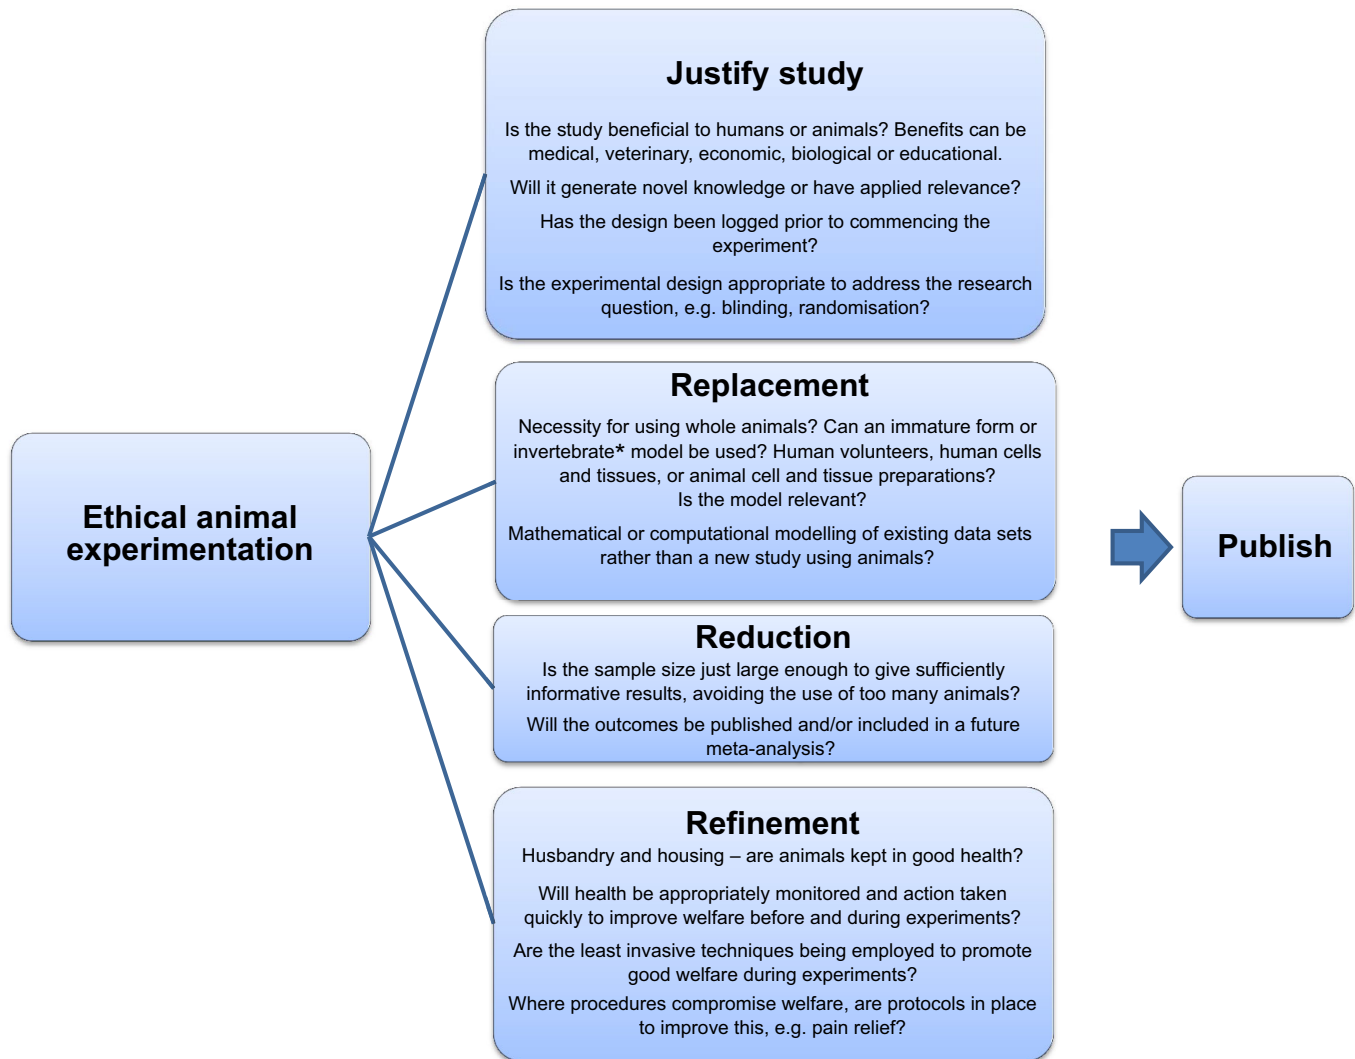 Justify study
Is the study beneficial to humans or animals? Benefits can be
medical, veterinary, economic, biological or educational.
Will it generate novel knowledge or have applied relevance?
Has the design been logged prior to commencing the
experiment?
Is the experimental design appropriate to address the research
question, e.g. blinding, randomisation?
Replacement
Necessity for using whole animals? Can an immature form or
invertebrate* model be used? Human volunteers, human cells
and tissues, or animal cell and tissue preparations?
Is the model relevant?
Mathematical or computational modelling of existing data sets
rather than a new study using animals?
Ethical animal
experimentation
Publish
Reduction
Is the sample size just large enough to give sufficiently
informative results, avoiding the use of too many animals?
Will the outcomes be published and/or included in a future
meta-analysis?
Refinement
Husbandry and housing – are animals kept in good health?
Will health be appropriately monitored and action taken
quickly to improve welfare before and during experiments?
Are the least invasive techniques being employed to promote
good welfare during experiments?
Where procedures compromise welfare, are protocols in place
to improve this, e.g. pain relief?